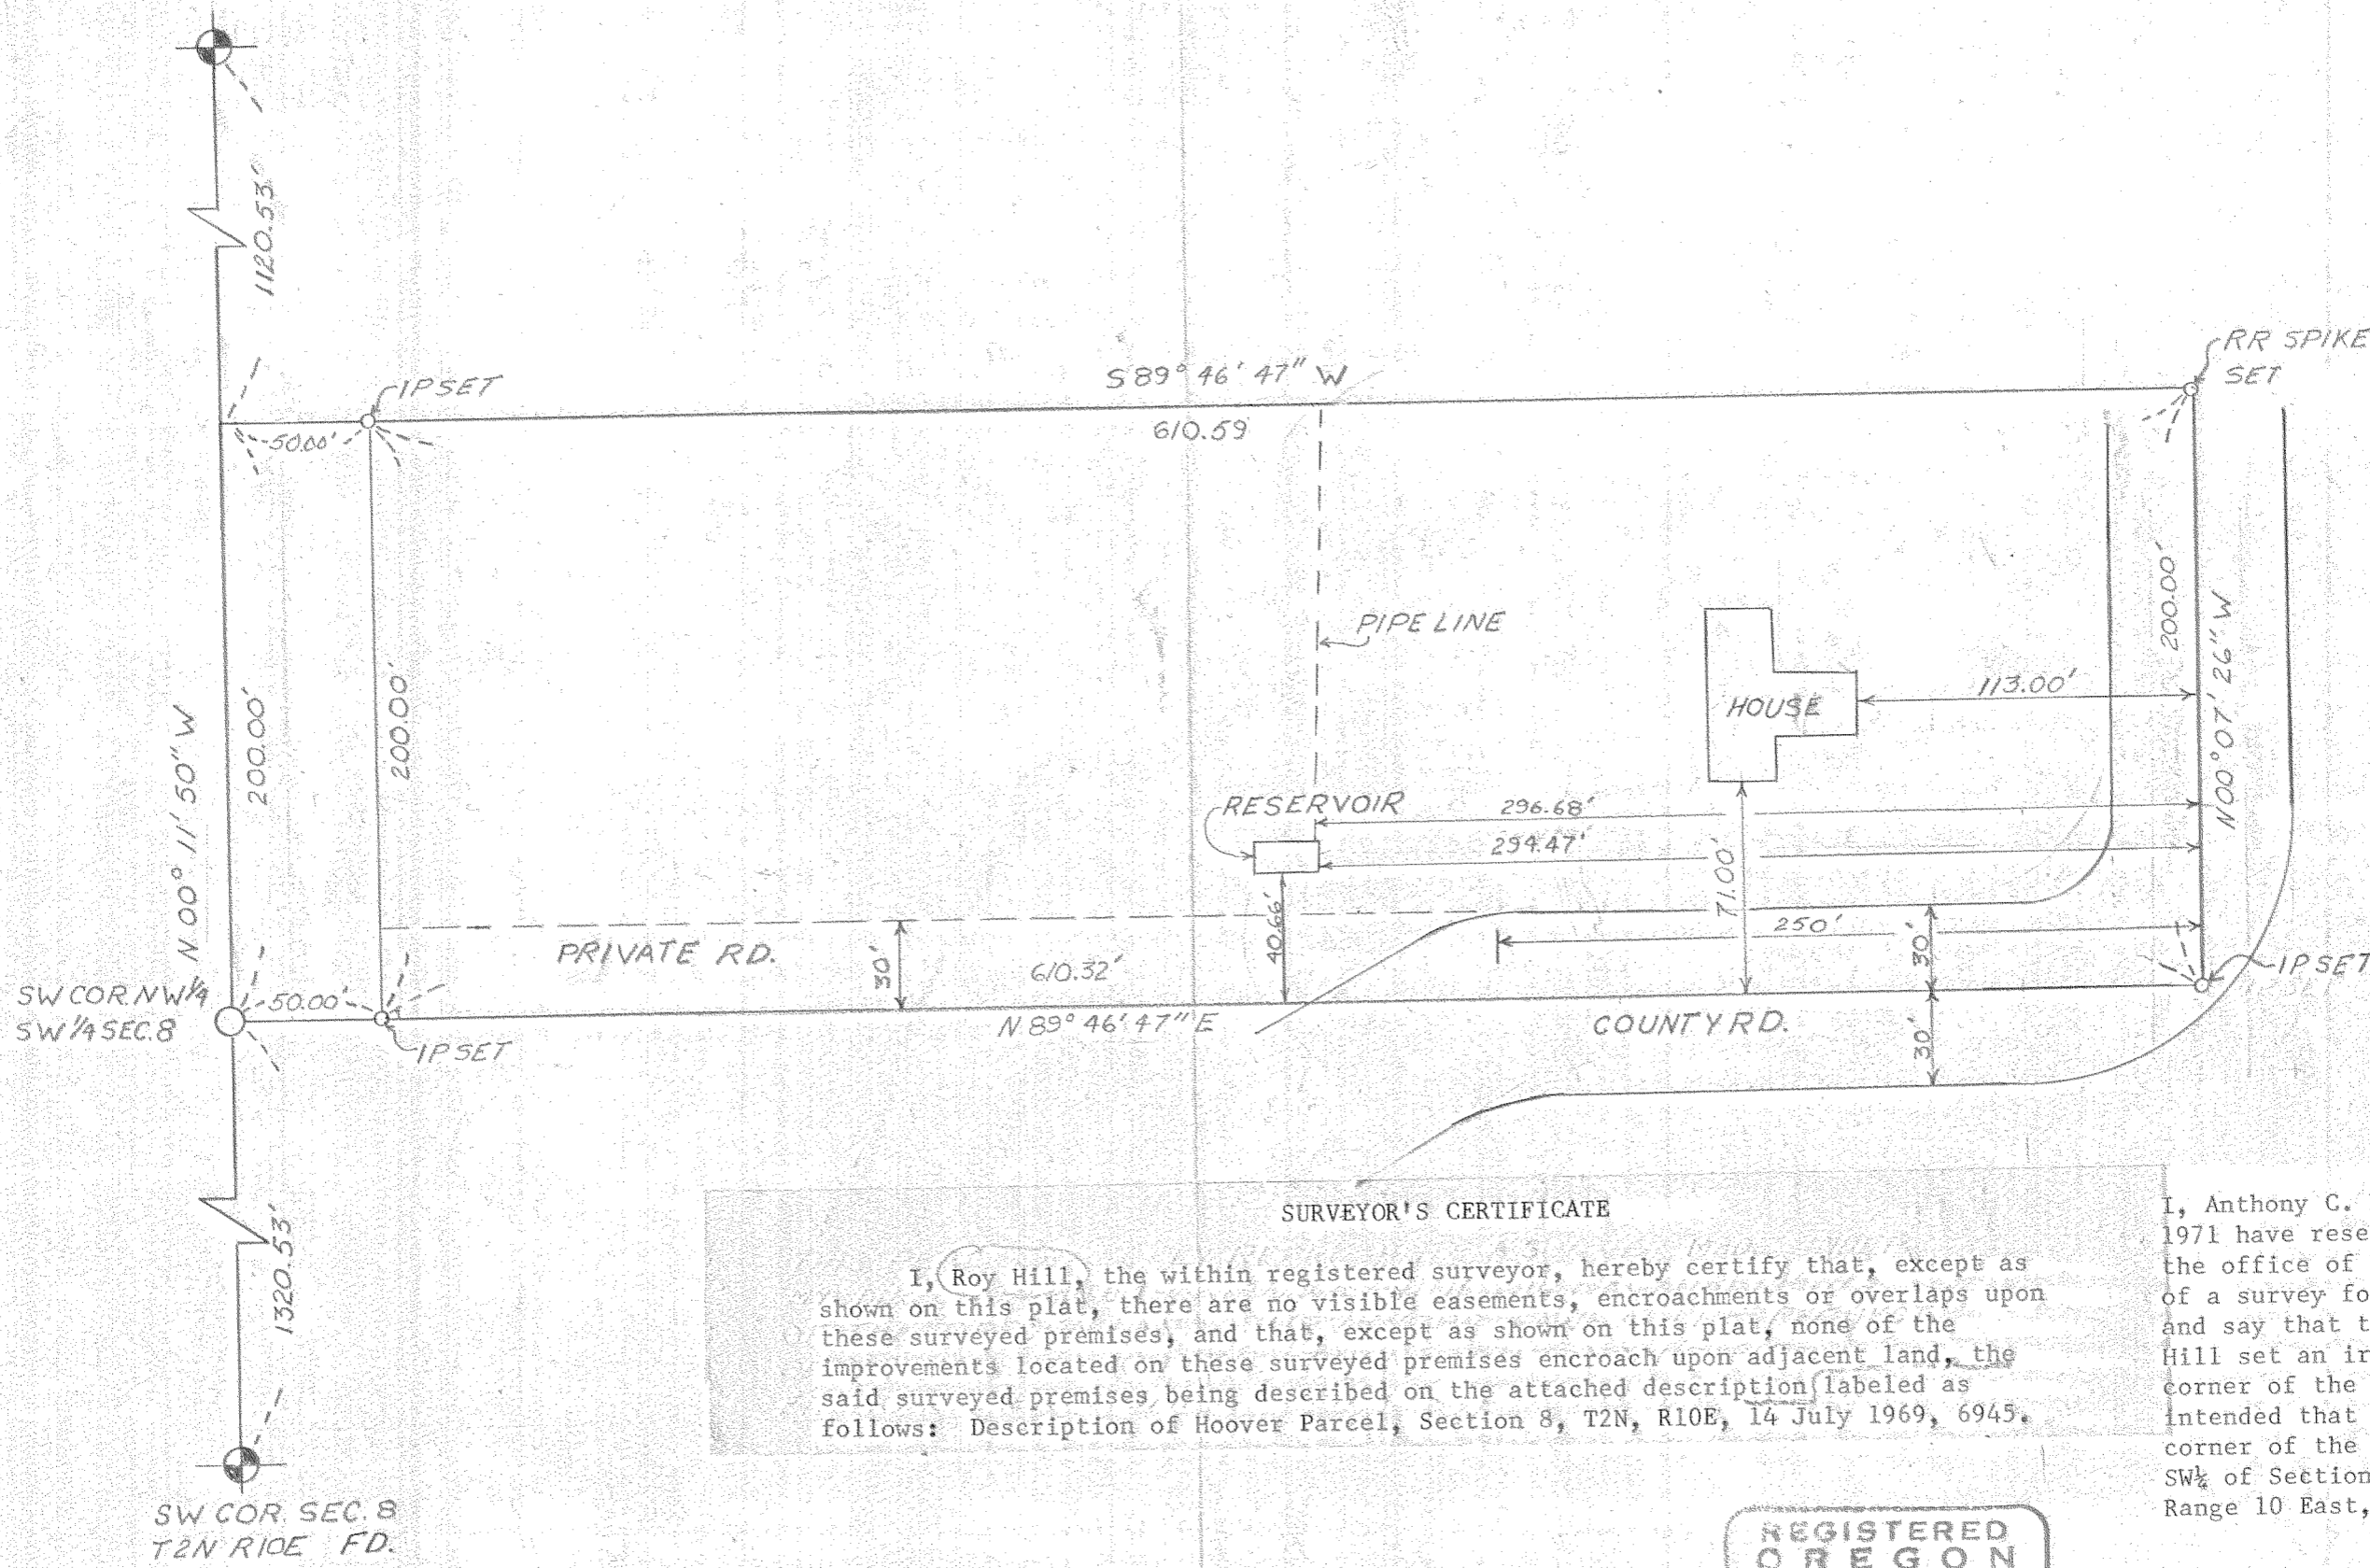 1120.53'
RR SPIKE
SET
S 89° 46' 47" W
610.59
IP SET
50.00'
200.00'
N 00° 11' 50" W
200.00'
200.00'
N 00° 07' 26" W
PIPE LINE
HOUSE
113.00'
RESERVOIR
296.68'
294.47'
71.00'
40.66'
250'
30'
30'
30'
PRIVATE RD.
610.32'
N 89° 46' 47" E
COUNTY RD.
IP SET
SW COR. NW 1/4
SW 1/4 SEC. 8
50.00'
IP SET
1320.53'
SW COR. SEC. 8
T2N R10E FD.
SURVEYOR'S CERTIFICATE
I, Roy Hill, the within registered surveyor, hereby certify that, except as
shown on this plat, there are no visible easements, encroachments or overlaps upon
these surveyed premises, and that, except as shown on this plat, none of the
improvements located on these surveyed premises encroach upon adjacent land, the
said surveyed premises being described on the attached description labeled as
follows: Description of Hoover Parcel, Section 8, T2N, R10E, 14 July 1969, 6945.
I, Anthony C.
1971 have rese
the office of
of a survey fo
and say that t
Hill set an ir
corner of the
intended that
corner of the
SW¼ of Section
Range 10 East,
REGISTERED
OREGON